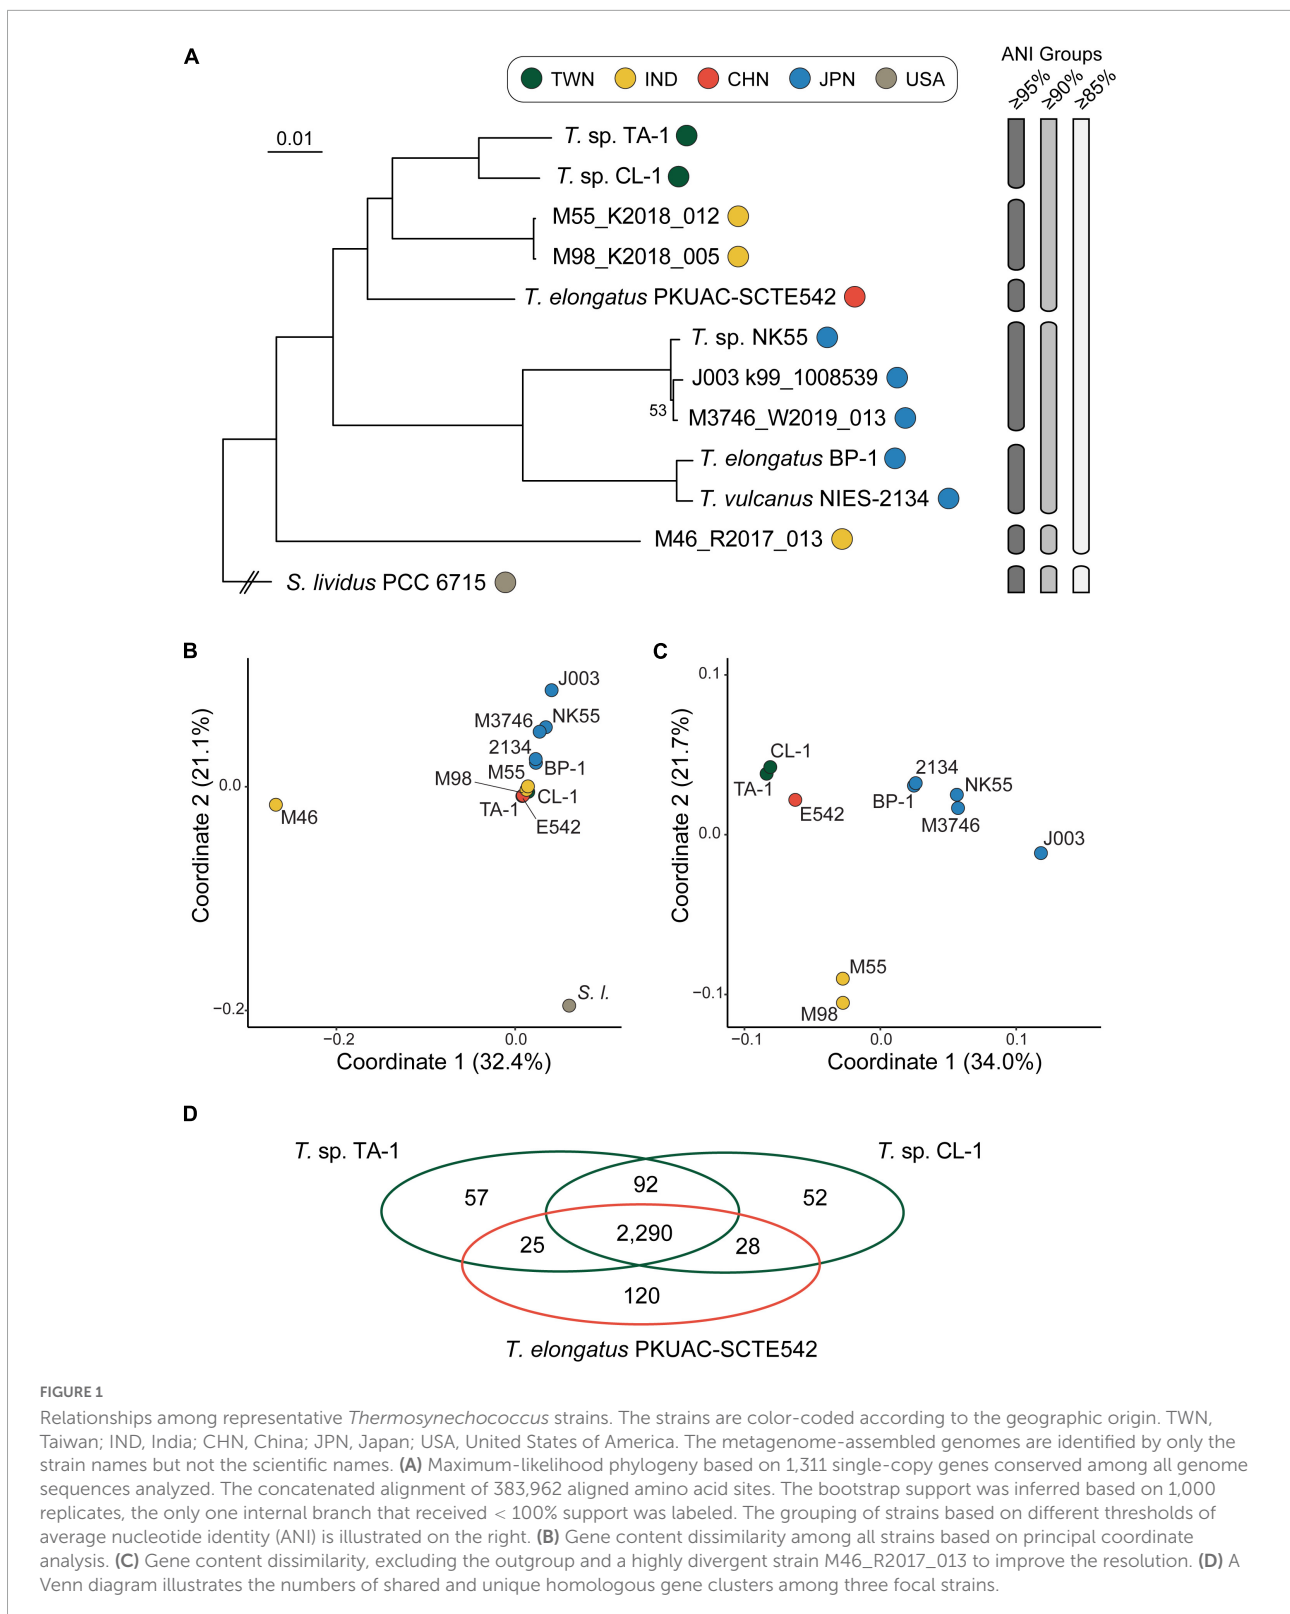 A
TWN IND CHN JPN USA
ANI Groups
≥95% ≥90% ≥85%
0.01
T. sp. TA-1
T. sp. CL-1
M55_K2018_012
M98_K2018_005
T. elongatus PKUAC-SCTE542
T. sp. NK55
J003 k99_1008539
53
M3746_W2019_013
T. elongatus BP-1
T. vulcanus NIES-2134
M46_R2017_013
S. lividus PCC 6715
B
J003
M3746 NK55
2134
BP-1
M55
M98
CL-1
TA-1
E542
M46
S. l.
0.0
−0.2
Coordinate 2 (21.1%)
−0.2 0.0
Coordinate 1 (32.4%)
C
0.1
0.0
−0.1
Coordinate 2 (21.7%)
CL-1
TA-1
E542
2134
BP-1
NK55
M3746
J003
M55
M98
−0.1 0.0 0.1
Coordinate 1 (34.0%)
D
T. sp. TA-1 T. sp. CL-1
57 92 52
25 2,290 28
120
T. elongatus PKUAC-SCTE542
FIGURE 1
Relationships among representative Thermosynechococcus strains. The strains are color-coded according to the geographic origin. TWN,
Taiwan; IND, India; CHN, China; JPN, Japan; USA, United States of America. The metagenome-assembled genomes are identified by only the
strain names but not the scientific names. (A) Maximum-likelihood phylogeny based on 1,311 single-copy genes conserved among all genome
sequences analyzed. The concatenated alignment of 383,962 aligned amino acid sites. The bootstrap support was inferred based on 1,000
replicates, the only one internal branch that received < 100% support was labeled. The grouping of strains based on different thresholds of
average nucleotide identity (ANI) is illustrated on the right. (B) Gene content dissimilarity among all strains based on principal coordinate
analysis. (C) Gene content dissimilarity, excluding the outgroup and a highly divergent strain M46_R2017_013 to improve the resolution. (D) A
Venn diagram illustrates the numbers of shared and unique homologous gene clusters among three focal strains.